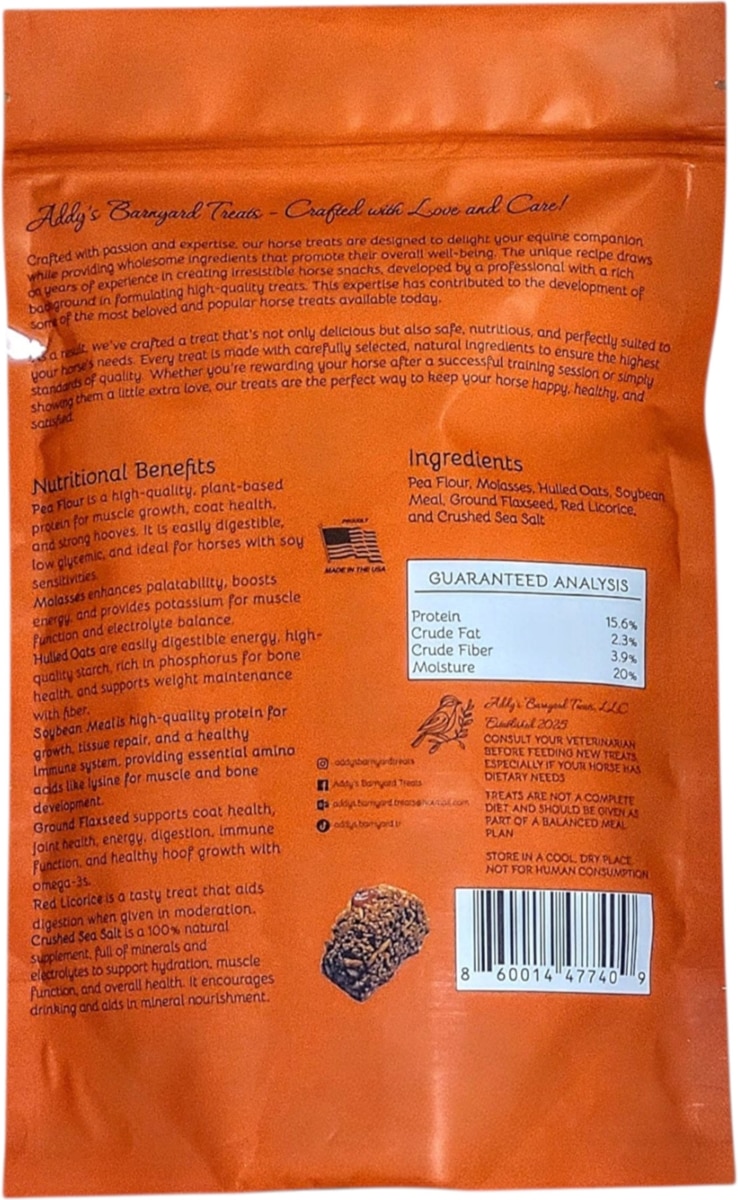 Addy's Barnyard Treats - Crafted with Love and Care!
Crafted with passion and expertise, our horse treats are designed to delight your equine companion
while providing wholesome ingredients that promote their overall well-being. The unique recipe draws
on years of experience in creating irresistible horse snacks, developed by a professional with a rich
background in formulating high-quality treats. This expertise has contributed to the development of
some of the most beloved and popular horse treats available today.
As a result, we've crafted a treat that's not only delicious but also safe, nutritious, and perfectly suited to
your horse's needs. Every treat is made with carefully selected, natural ingredients to ensure the highest
standards of quality. Whether you're rewarding your horse after a successful training session or simply
showing them a little extra love, our treats are the perfect way to keep your horse happy, healthy, and
satisfied.
Nutritional Benefits
Pea Flour is a high-quality, plant-based
protein for muscle growth, coat health,
and strong hooves. It is easily digestible,
low glycemic, and ideal for horses with soy
sensitivities.
Molasses enhances palatability, boosts
energy, and provides potassium for muscle
function and electrolyte balance.
Hulled Oats are easily digestible energy, high-
quality starch, rich in phosphorus for bone
health, and supports weight maintenance
with fiber.
Soybean Meal is high-quality protein for
growth, tissue repair, and a healthy
immune system, providing essential amino
acids like lysine for muscle and bone
development.
Ground Flaxseed supports coat health,
joint health, energy, digestion, immune
function, and healthy hoof growth with
omega-3s.
Red Licorice is a tasty treat that aids
digestion when given in moderation.
Crushed Sea Salt is a 100% natural
supplement, full of minerals and
electrolytes to support hydration, muscle
function, and overall health. It encourages
drinking and aids in mineral nourishment.
PROUDLY
MADE IN THE USA
Ingredients
Pea Flour, Molasses, Hulled Oats, Soybean
Meal, Ground Flaxseed, Red Licorice,
and Crushed Sea Salt
GUARANTEED ANALYSIS
Protein 15.6%
Crude Fat 2.3%
Crude Fiber 3.9%
Moisture 20%
addysbarnyardtreats
Addy's Barnyard Treats
addys.barnyard.treats@hotmail.com
addys.barnyard.tr
Addy's Barnyard Treats, LLC
Established 2025
CONSULT YOUR VETERINARIAN
BEFORE FEEDING NEW TREATS,
ESPECIALLY IF YOUR HORSE HAS
DIETARY NEEDS
TREATS ARE NOT A COMPLETE
DIET AND SHOULD BE GIVEN AS
PART OF A BALANCED MEAL
PLAN
STORE IN A COOL, DRY PLACE.
NOT FOR HUMAN CONSUMPTION
8 60014 47740 9